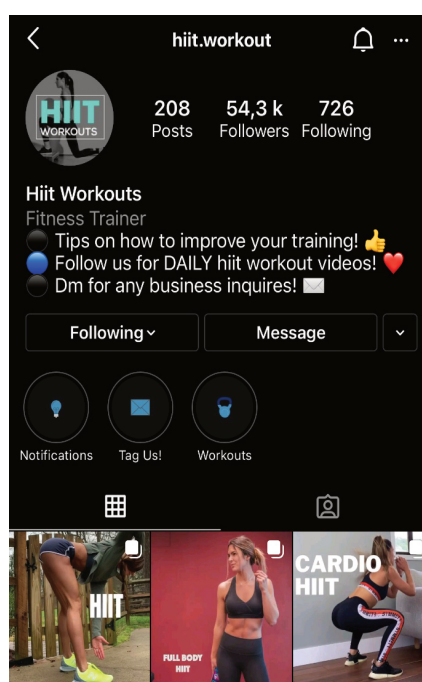 hiit.workout
HIIT
WORKOUTS
208 54,3 k 726
Posts Followers Following
Hiit Workouts
Fitness Trainer
Tips on how to improve your training! 👍
Follow us for DAILY hiit workout videos! ❤️
Dm for any business inquires! ✉️
Following Message
Notifications Tag Us! Workouts
HIIT
FULL BODY
HIIT
CARDIO
HIIT